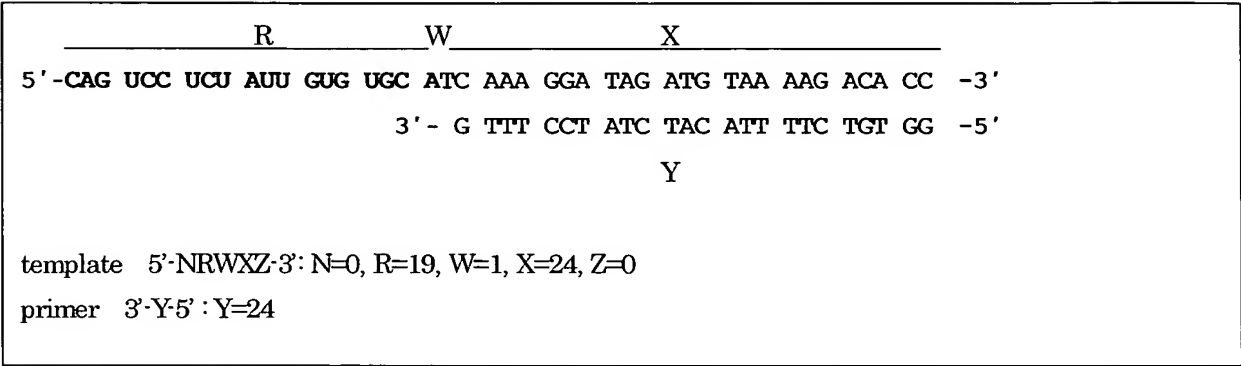 R W X
5'-CAG UCC UCU AUU GUG UGC ATC AAA GGA TAG ATG TAA AAG ACA CC -3'
3'- G TTT CCT ATC TAC ATT TTC TGT GG -5'
Y
template 5'-NRWXZ-3': N=0, R=19, W=1, X=24, Z=0
primer 3'-Y-5' : Y=24